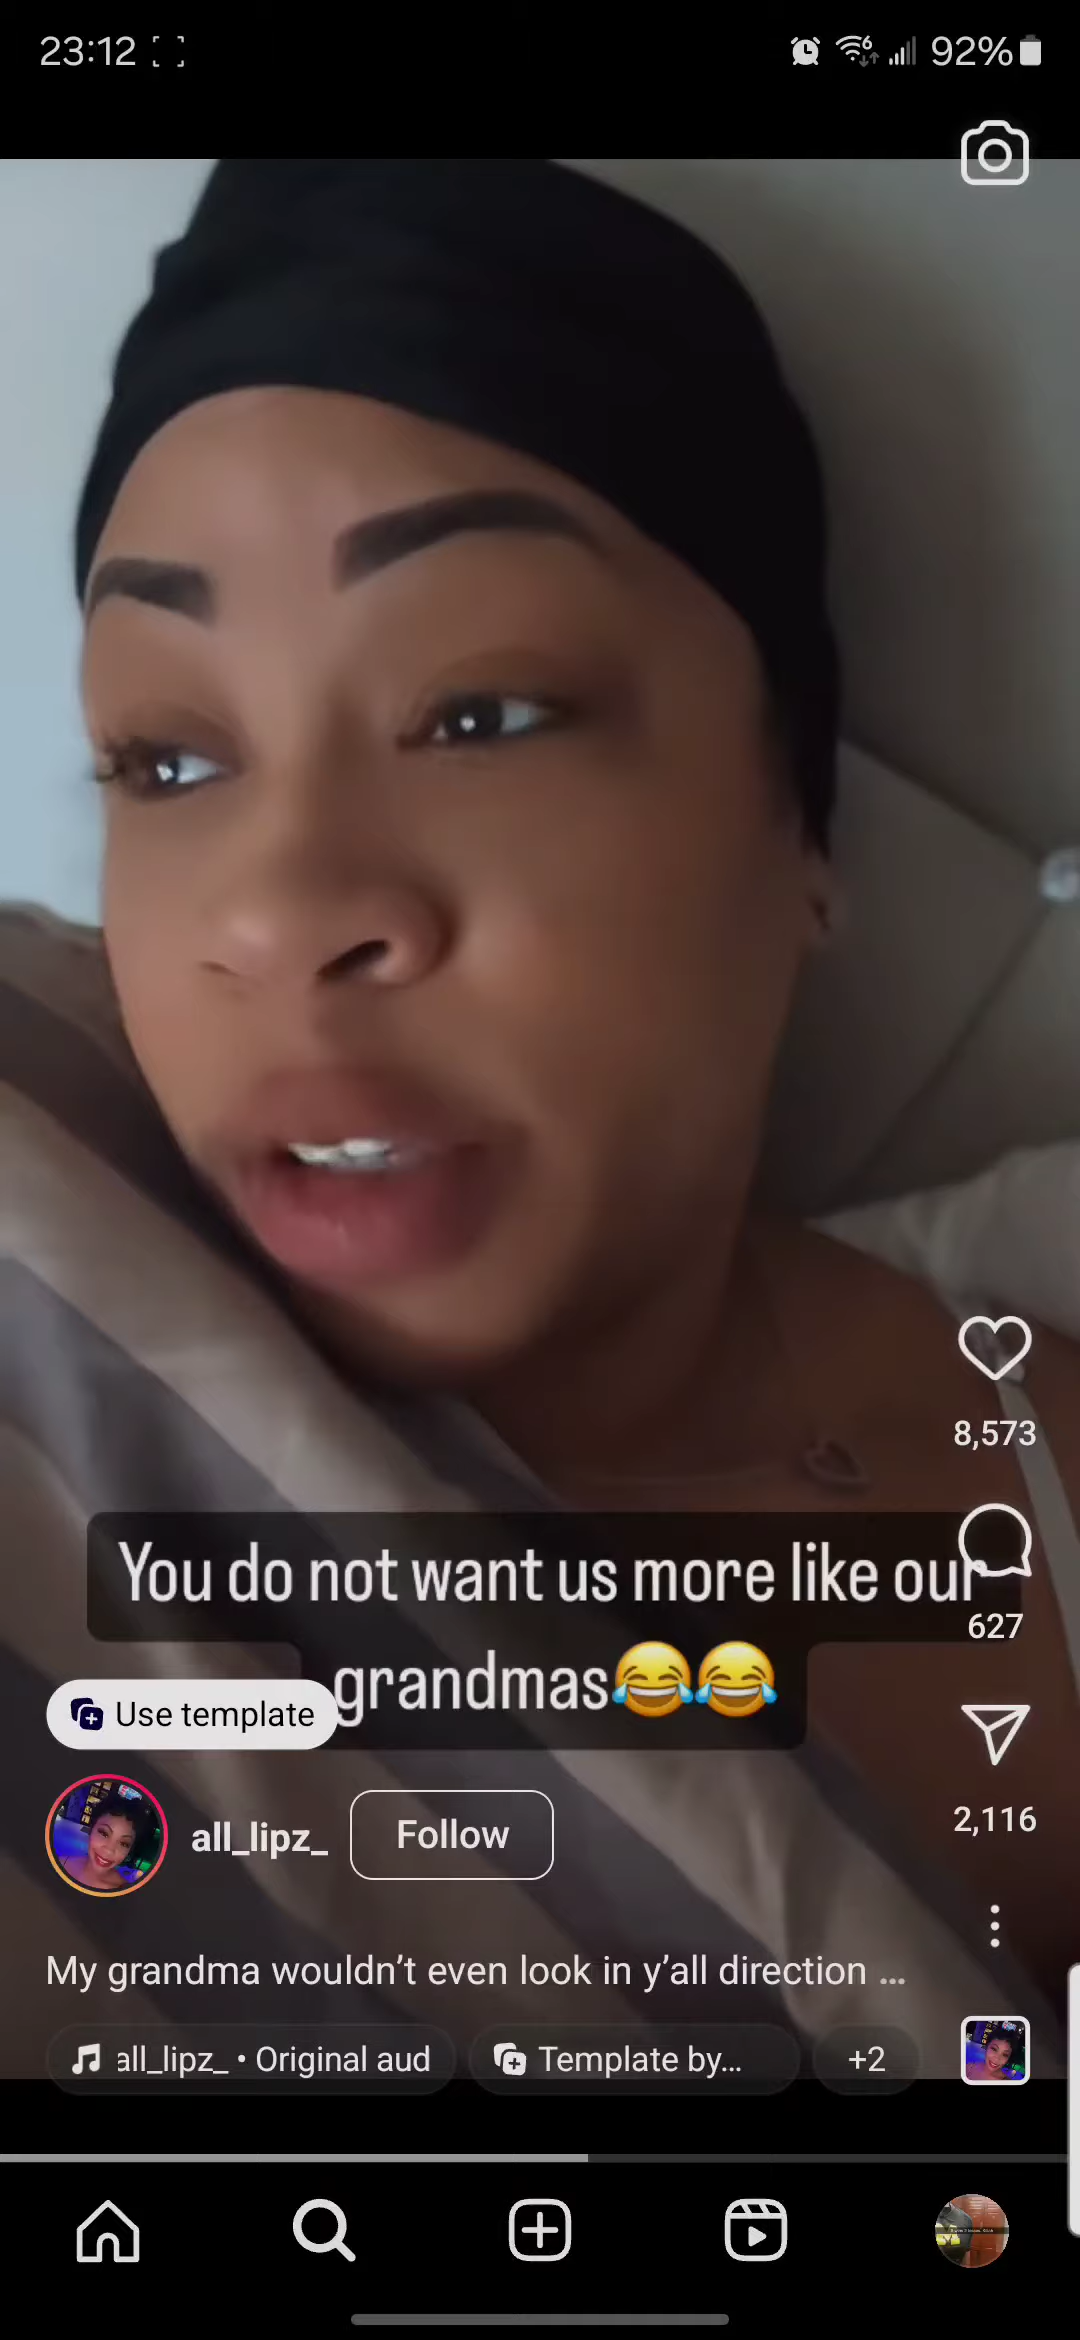 23:12
6
92%
8,573
You do not want us more like our
627
grandmas😂😂
Use template
2,116
all_lipz_
Follow
My grandma wouldn’t even look in y’all direction ...
all_lipz_ • Original aud
Template by...
+2